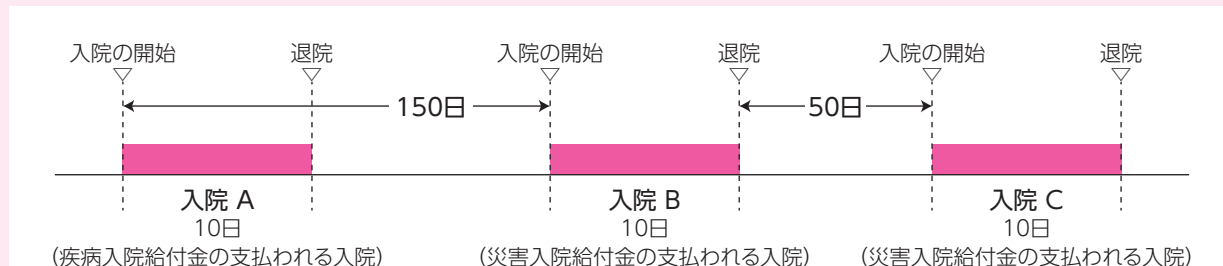 入院の開始 退院 入院の開始 退院 入院の開始 退院
150日 50日
入院 A 入院 B 入院 C
10日 10日 10日
(疾病入院給付金の支払われる入院) (災害入院給付金の支払われる入院) (災害入院給付金の支払われる入院)